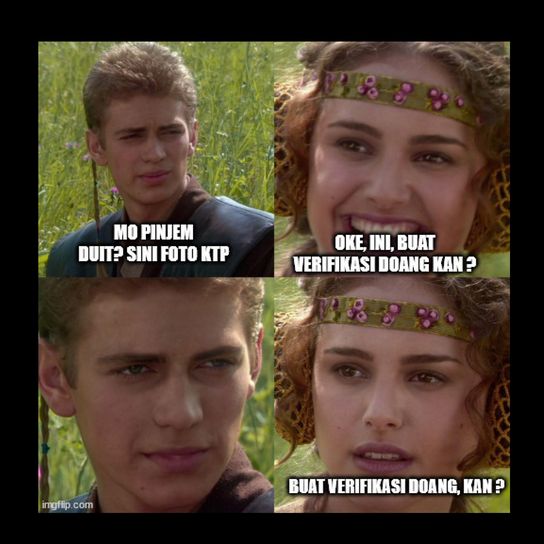 MO PINJEM
DUIT? SINI FOTO KTP
OKE, INI, BUAT
VERIFIKASI DOANG KAN ?
BUAT VERIFIKASI DOANG, KAN ?
imgflip.com